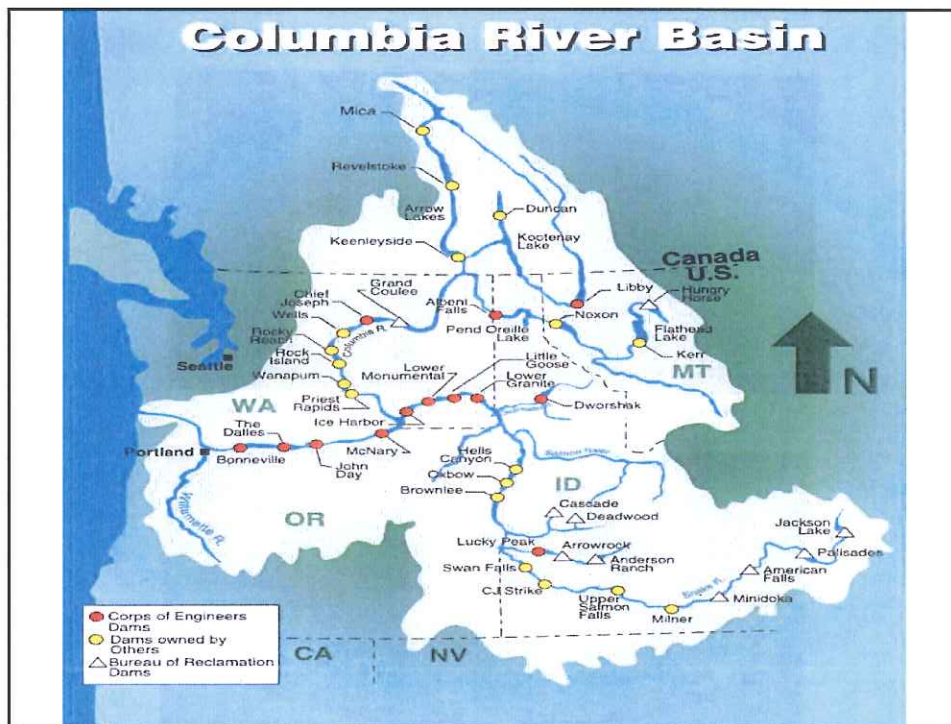 Columbia River Basin
Mica
Revelstoke
Arrow
Lakes
Duncan
Kootenay
Lake
Keenleyside
Canada
U.S.
Grand
Coulee
Chief
Joseph
Albeni
Falls
Libby
Hungry
Horse
Wells
Columbia R.
Noxon
Pend Oreille
Lake
Flathead
Lake
Rocky
Reach
Seattle
Rock
Island
Kerr
Little
Goose
Wanapum
Lower
Monumental
Lower
Granite
MT
N
Priest
Rapids
WA
Ice Harbor
Dworshak
The
Dalles
Portland
Bonneville
John
Day
McNary
Hells
Canyon
Salmon River
Oxbow
Brownlee
ID
Cascade
Deadwood
Willamette R.
OR
Jackson
Lake
Lucky Peak
Arrowrock
Anderson
Ranch
Palisades
Swan Falls
American
Falls
CJ Strike
Upper
Salmon
Falls
Snake R.
Minidoka
Milner
Corps of Engineers
Dams
Dams owned by
Others
Bureau of Reclamation
Dams
CA
NV